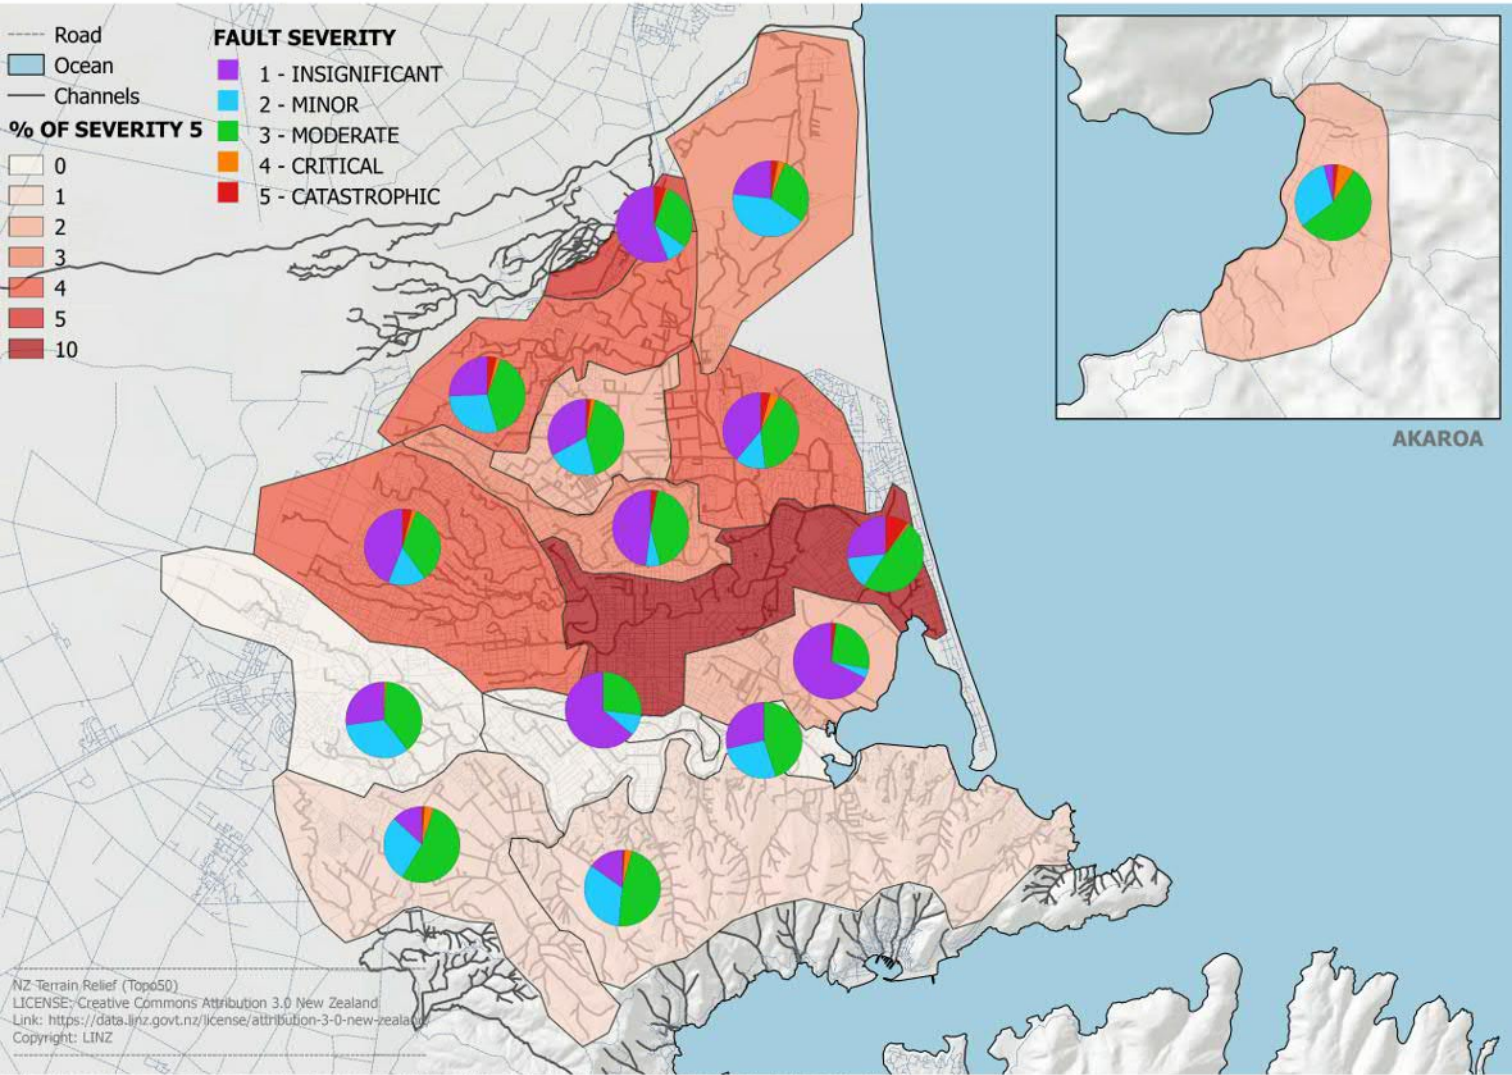 Road
Ocean
Channels
% OF SEVERITY 5
0
1
2
3
4
5
10
FAULT SEVERITY
1 - INSIGNIFICANT
2 - MINOR
3 - MODERATE
4 - CRITICAL
5 - CATASTROPHIC
AKAROA
NZ Terrain Relief (Topo50)
LICENSE: Creative Commons Attribution 3.0 New Zealand
Link: https://data.linz.govt.nz/license/attribution-3-0-new-zealand/
Copyright: LINZ